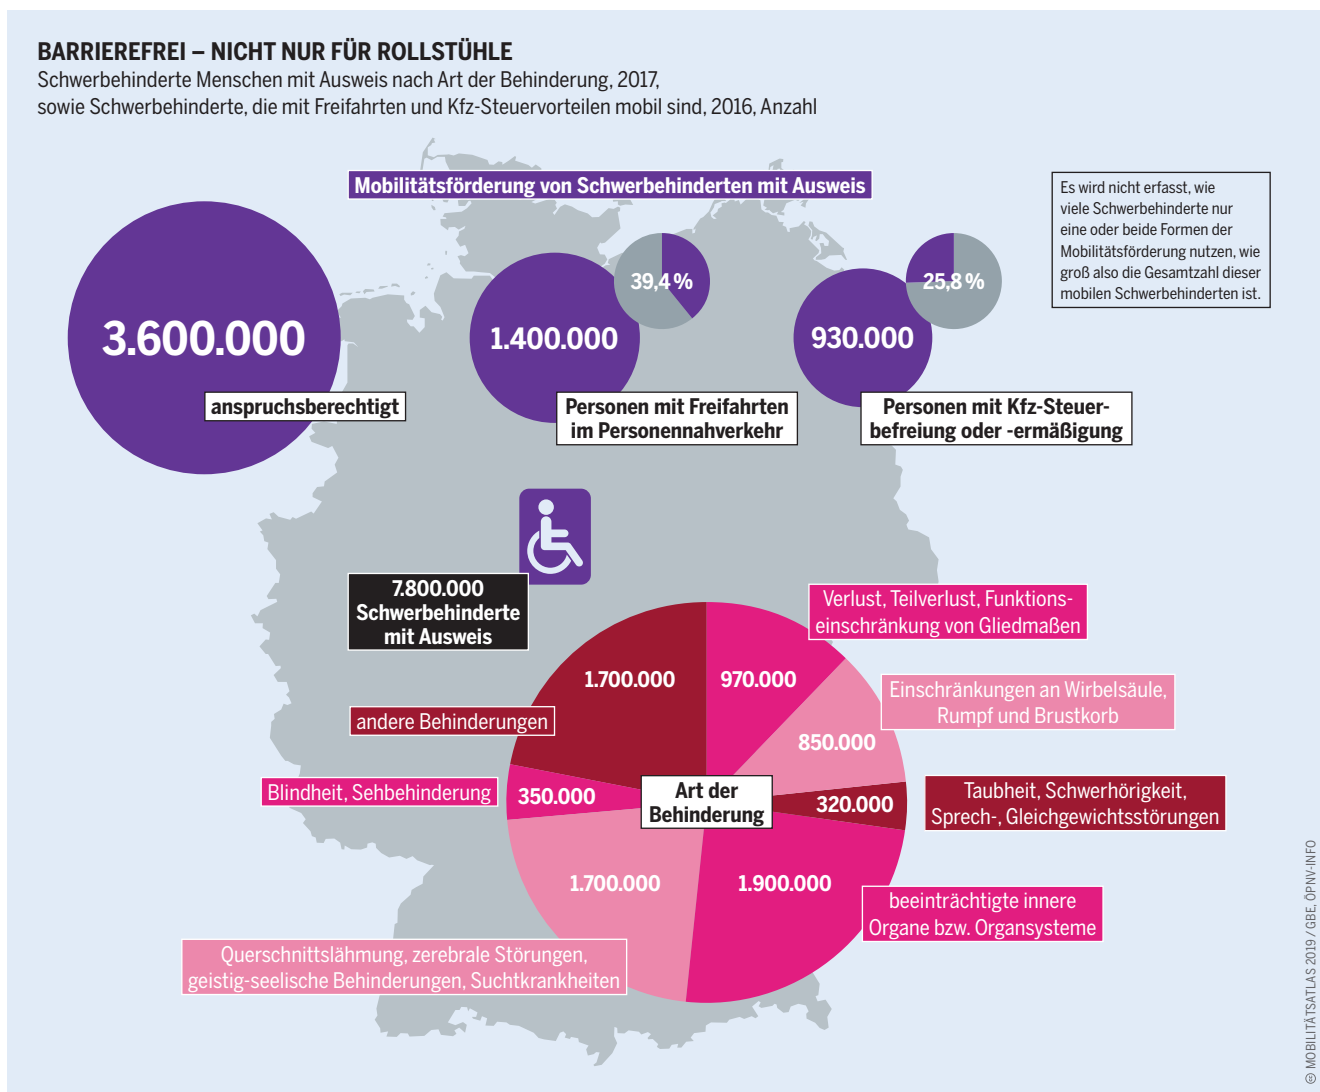 BARRIEREFREI – NICHT NUR FÜR ROLLSTÜHLE
Schwerbehinderte Menschen mit Ausweis nach Art der Behinderung, 2017,
sowie Schwerbehinderte, die mit Freifahrten und Kfz-Steuervorteilen mobil sind, 2016, Anzahl
Mobilitätsförderung von Schwerbehinderten mit Ausweis
Es wird nicht erfasst, wie
viele Schwerbehinderte nur
eine oder beide Formen der
Mobilitätsförderung nutzen, wie
groß also die Gesamtzahl dieser
mobilen Schwerbehinderten ist.
3.600.000
anspruchsberechtigt
39,4 %
1.400.000
Personen mit Freifahrten
im Personennahverkehr
25,8 %
930.000
Personen mit Kfz-Steuer-
befreiung oder -ermäßigung
7.800.000
Schwerbehinderte
mit Ausweis
Verlust, Teilverlust, Funktions-
einschränkung von Gliedmaßen
970.000
Einschränkungen an Wirbelsäule,
Rumpf und Brustkorb
850.000
Taubheit, Schwerhörigkeit,
Sprech-, Gleichgewichtsstörungen
320.000
beeinträchtigte innere
Organe bzw. Organsysteme
1.900.000
Querschnittslähmung, zerebrale Störungen,
geistig-seelische Behinderungen, Suchtkrankheiten
1.700.000
Blindheit, Sehbehinderung
350.000
andere Behinderungen
1.700.000
Art der
Behinderung
cc MOBILITÄTSATLAS 2019 / GBE, ÖPNV-INFO